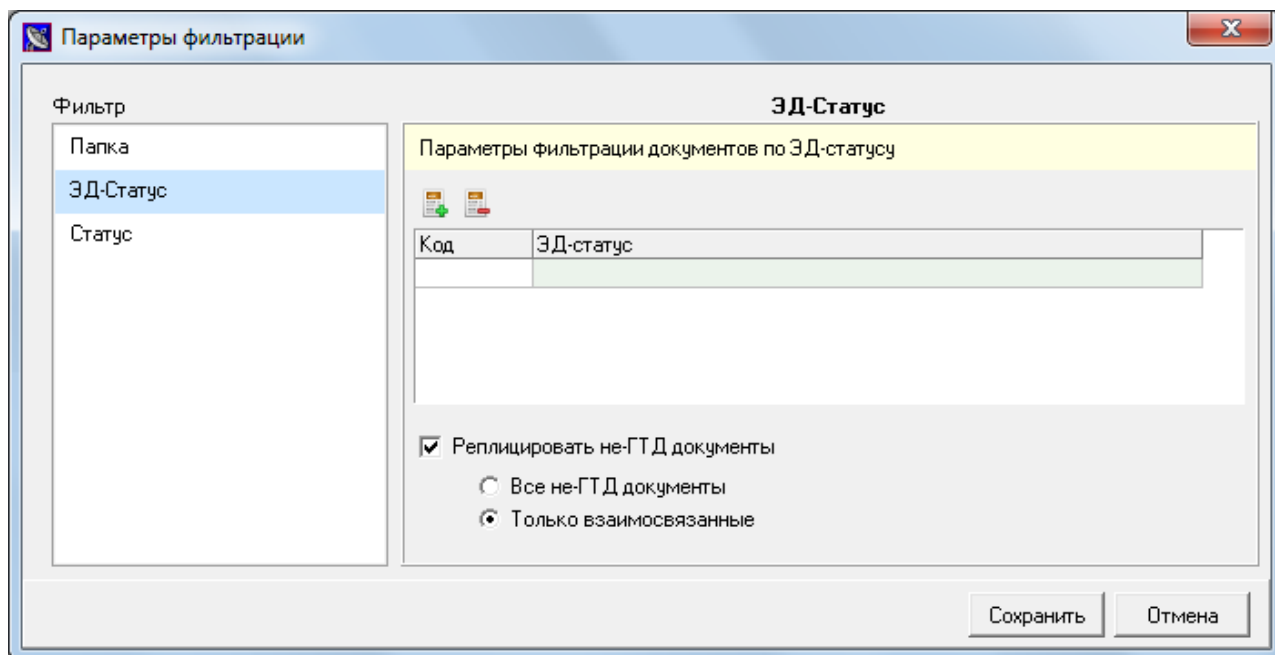 Параметры фильтрации
Фильтр
ЭД-Статус
Папка
ЭД-Статус
Статус
Параметры фильтрации документов по ЭД-статусу
Код ЭД-статус
Реплицировать не-ГТД документы
Все не-ГТД документы
Только взаимосвязанные
Сохранить Отмена